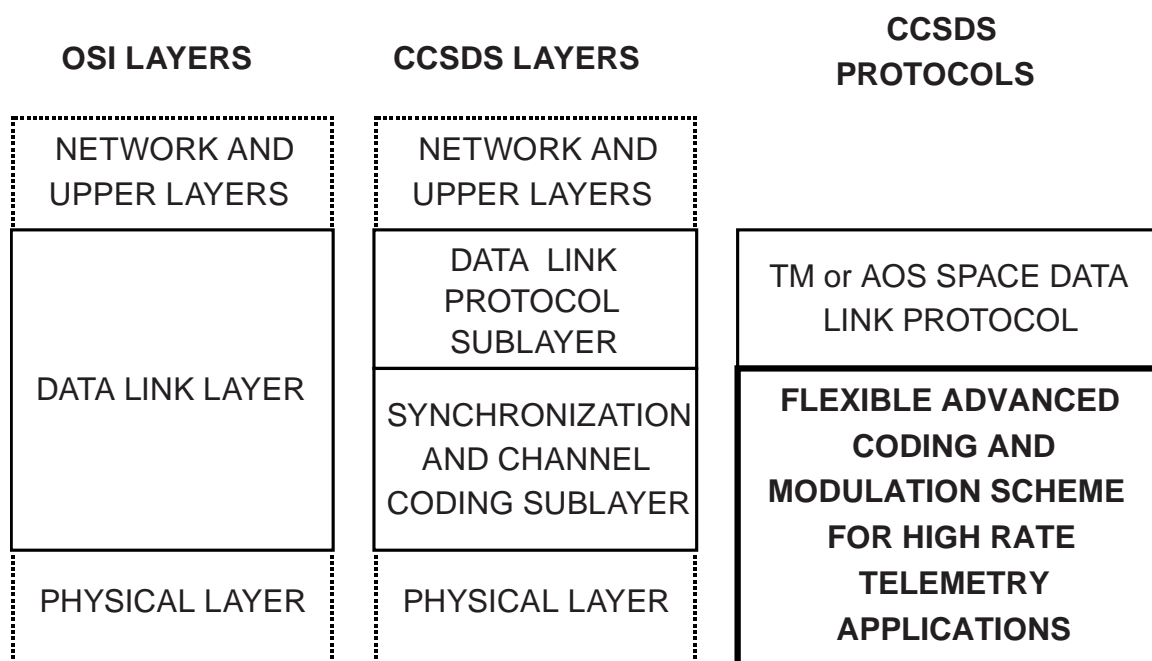 OSI LAYERS
CCSDS LAYERS
CCSDS
PROTOCOLS
NETWORK AND
UPPER LAYERS
NETWORK AND
UPPER LAYERS
DATA LINK LAYER
DATA LINK
PROTOCOL
SUBLAYER
TM or AOS SPACE DATA
LINK PROTOCOL
SYNCHRONIZATION
AND CHANNEL
CODING SUBLAYER
FLEXIBLE ADVANCED
CODING AND
MODULATION SCHEME
FOR HIGH RATE
TELEMETRY
APPLICATIONS
PHYSICAL LAYER
PHYSICAL LAYER